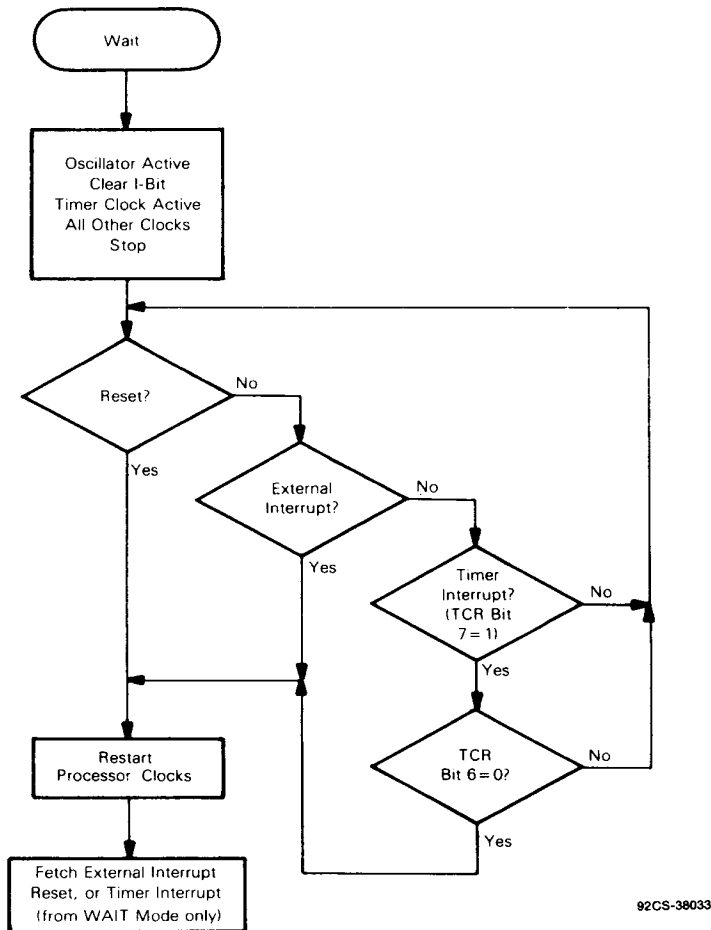 Wait
Oscillator Active
Clear I-Bit
Timer Clock Active
All Other Clocks
Stop
Reset?
No
Yes
External
Interrupt?
No
Yes
Timer
Interrupt?
(TCR Bit
7=1)
No
Yes
TCR
Bit 6=0?
No
Yes
Restart
Processor Clocks
Fetch External Interrupt
Reset, or Timer Interrupt
(from WAIT Mode only)
92CS-38033